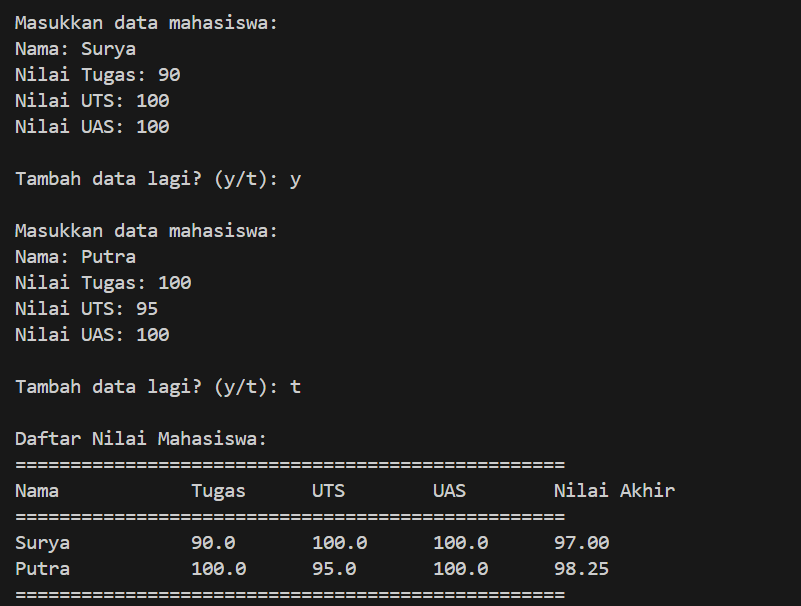 Masukkan data mahasiswa:
Nama: Surya
Nilai Tugas: 90
Nilai UTS: 100
Nilai UAS: 100
Tambah data lagi? (y/t): y
Masukkan data mahasiswa:
Nama: Putra
Nilai Tugas: 100
Nilai UTS: 95
Nilai UAS: 100
Tambah data lagi? (y/t): t
Daftar Nilai Mahasiswa:
==================================================
Nama            Tugas      UTS        UAS        Nilai Akhir
==================================================
Surya           90.0       100.0      100.0      97.00
Putra           100.0      95.0       100.0      98.25
==================================================